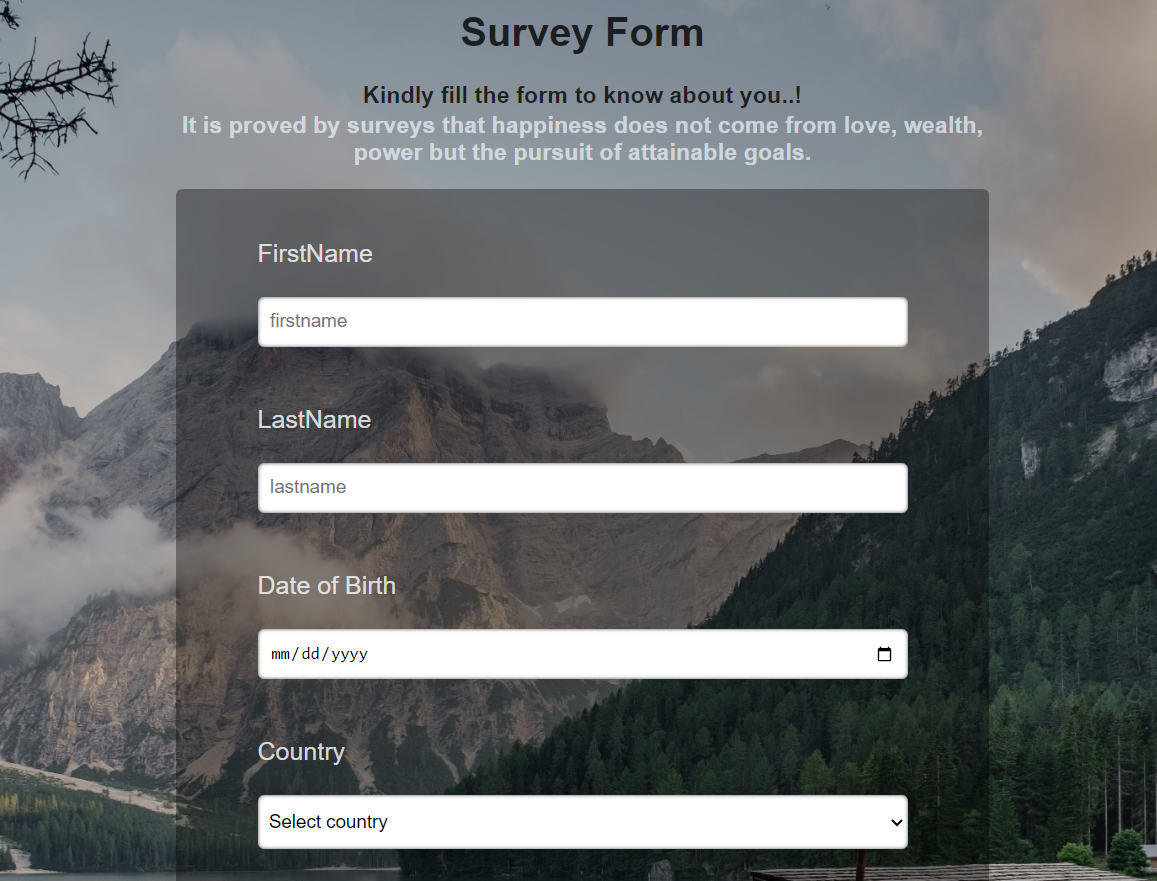 Survey Form
Kindly fill the form to know about you..!
It is proved by surveys that happiness does not come from love, wealth,
power but the pursuit of attainable goals.
FirstName
firstname
LastName
lastname
Date of Birth
mm/dd/yyyy
Country
Select country